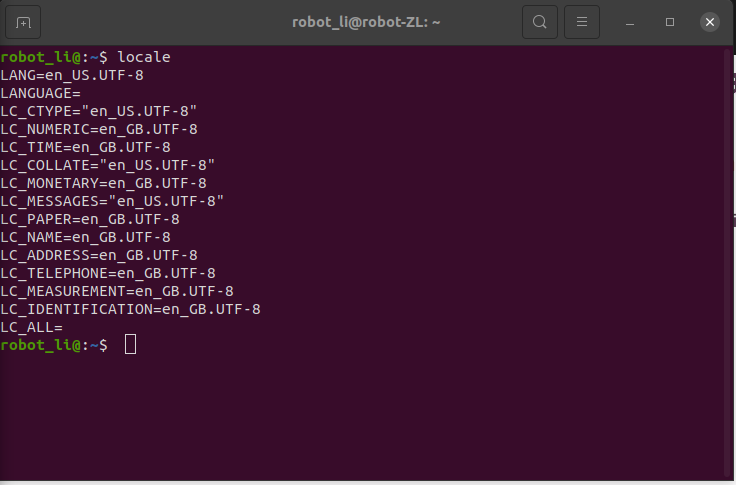 robot_li@robot-ZL: ~
robot_li@:~$ locale
LANG=en_US.UTF-8
LANGUAGE=
LC_CTYPE="en_US.UTF-8"
LC_NUMERIC=en_GB.UTF-8
LC_TIME=en_GB.UTF-8
LC_COLLATE="en_US.UTF-8"
LC_MONETARY=en_GB.UTF-8
LC_MESSAGES="en_US.UTF-8"
LC_PAPER=en_GB.UTF-8
LC_NAME=en_GB.UTF-8
LC_ADDRESS=en_GB.UTF-8
LC_TELEPHONE=en_GB.UTF-8
LC_MEASUREMENT=en_GB.UTF-8
LC_IDENTIFICATION=en_GB.UTF-8
LC_ALL=
robot_li@:~$